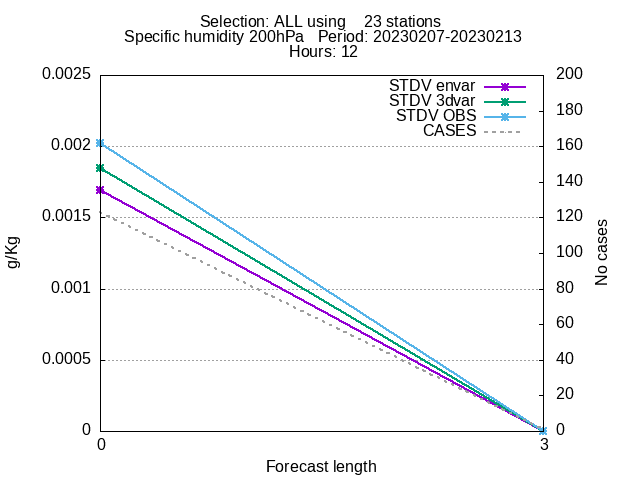 Selection: ALL using    23 stations
Specific humidity 200hPa   Period: 20230207-20230213
Hours: 12
0.0025
0.002
0.0015
0.001
0.0005
0
200
180
160
140
120
100
80
60
40
20
0
STDV envar
STDV 3dvar
STDV OBS
CASES
g/Kg
No cases
0
3
Forecast length